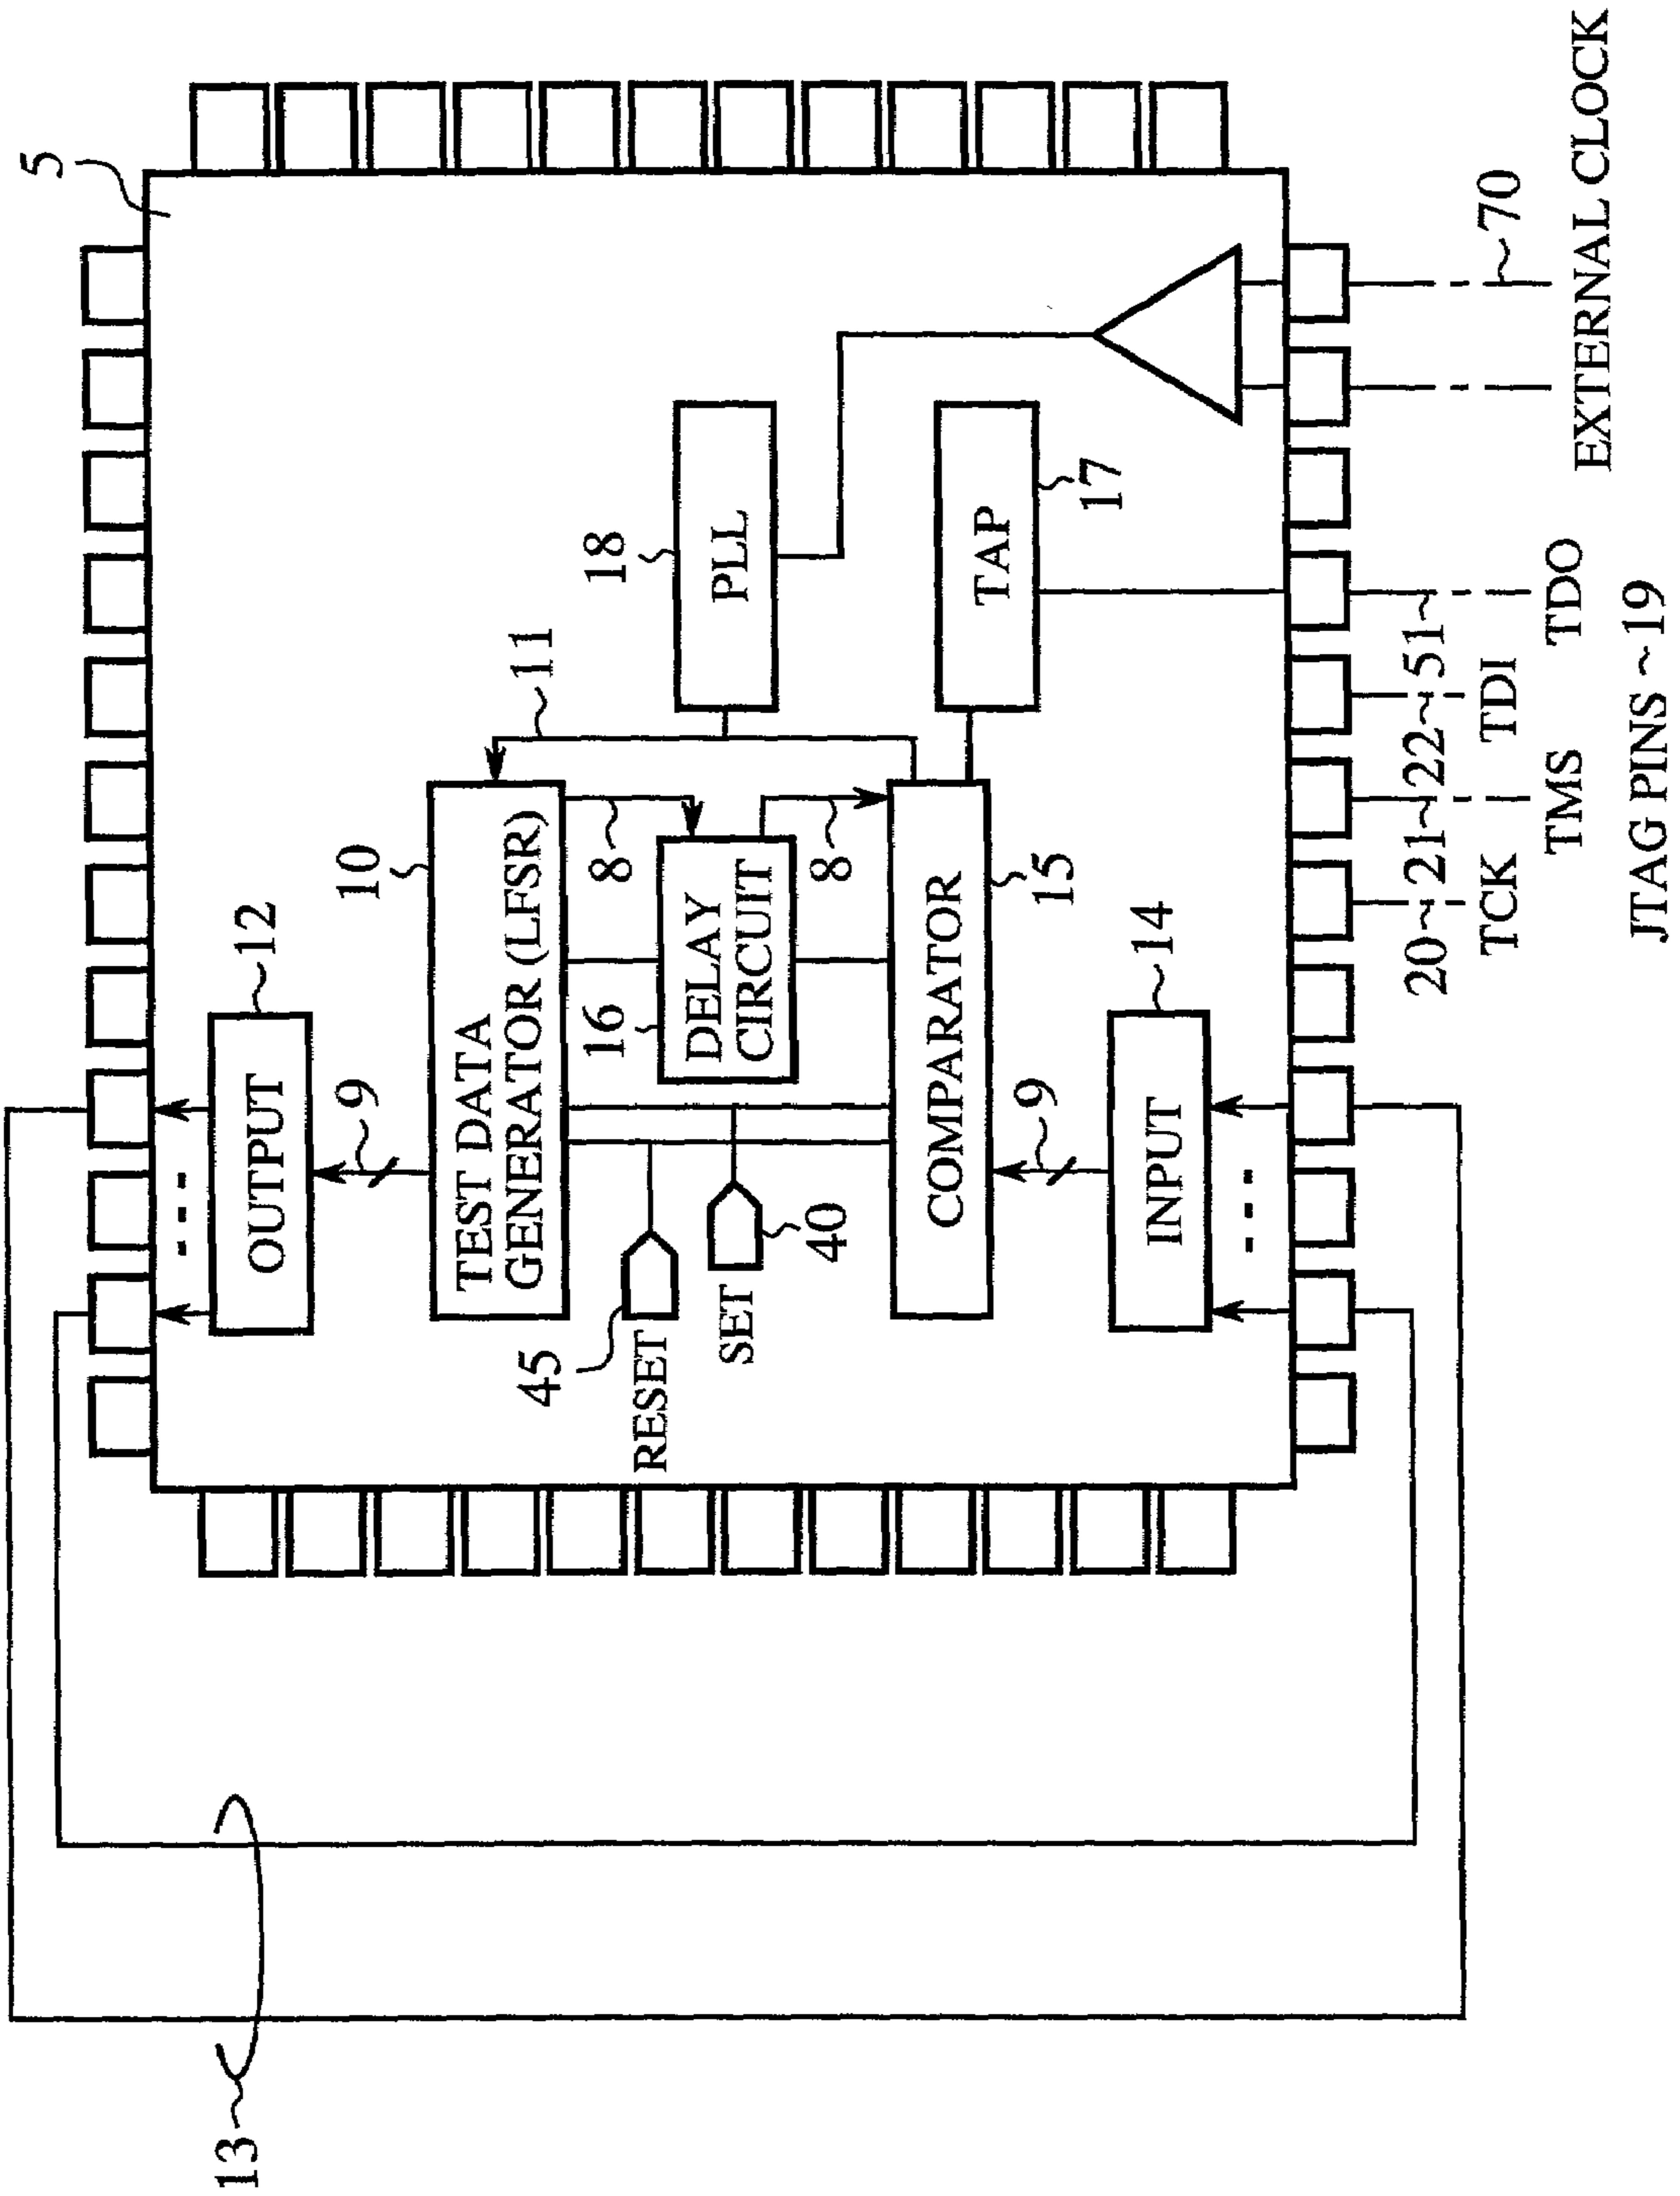 5
12
OUTPUT
9
10
TEST DATA
GENERATOR (LFSR)
11
18
PLL
8
16
DELAY
CIRCUIT
8
45
RESET
SET
40
COMPARATOR
15
TAP
17
9
INPUT
14
13
20
21
22
51
70
TCK
TMS
TDI
TDO
EXTERNAL CLOCK
JTAG PINS ~ 19